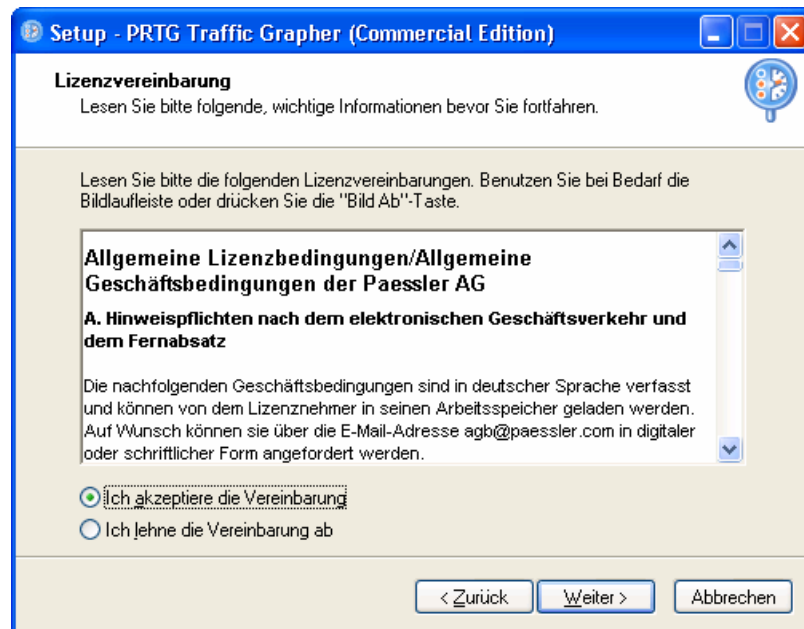 Setup - PRTG Traffic Grapher (Commercial Edition)
Lizenzvereinbarung
Lesen Sie bitte folgende, wichtige Informationen bevor Sie fortfahren.
Lesen Sie bitte die folgenden Lizenzvereinbarungen. Benutzen Sie bei Bedarf die
Bildlaufleiste oder drücken Sie die "Bild Ab"-Taste.
Allgemeine Lizenzbedingungen/Allgemeine
Geschäftsbedingungen der Paessler AG
A. Hinweispflichten nach dem elektronischen Geschäftsverkehr und
dem Fernabsatz
Die nachfolgenden Geschäftsbedingungen sind in deutscher Sprache verfasst
und können von dem Lizenznehmer in seinen Arbeitsspeicher geladen werden.
Auf Wunsch können sie über die E-Mail-Adresse agb@paessler.com in digitaler
oder schriftlicher Form angefordert werden.
Ich akzeptiere die Vereinbarung
Ich lehne die Vereinbarung ab
< Zurück Weiter > Abbrechen